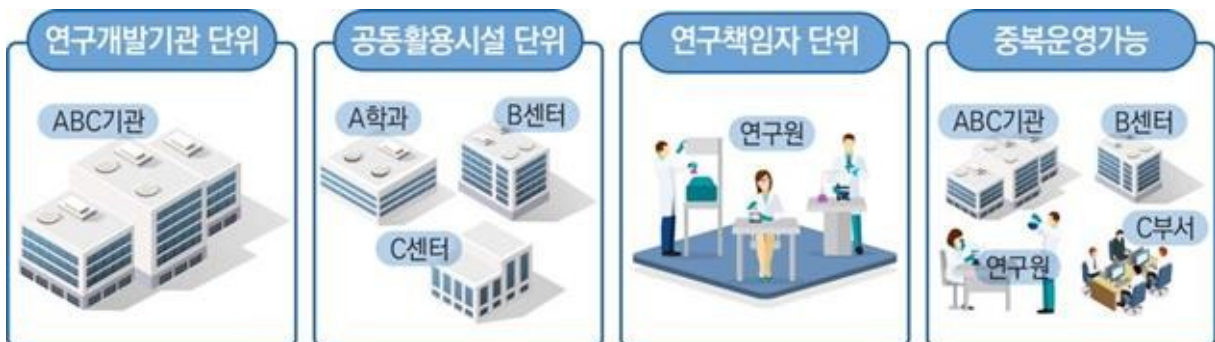 연구개발기관 단위
ABC기관
공동활용시설 단위
A학과
B센터
C센터
연구책임자 단위
연구원
중복운영가능
ABC기관
B센터
연구원
C부서